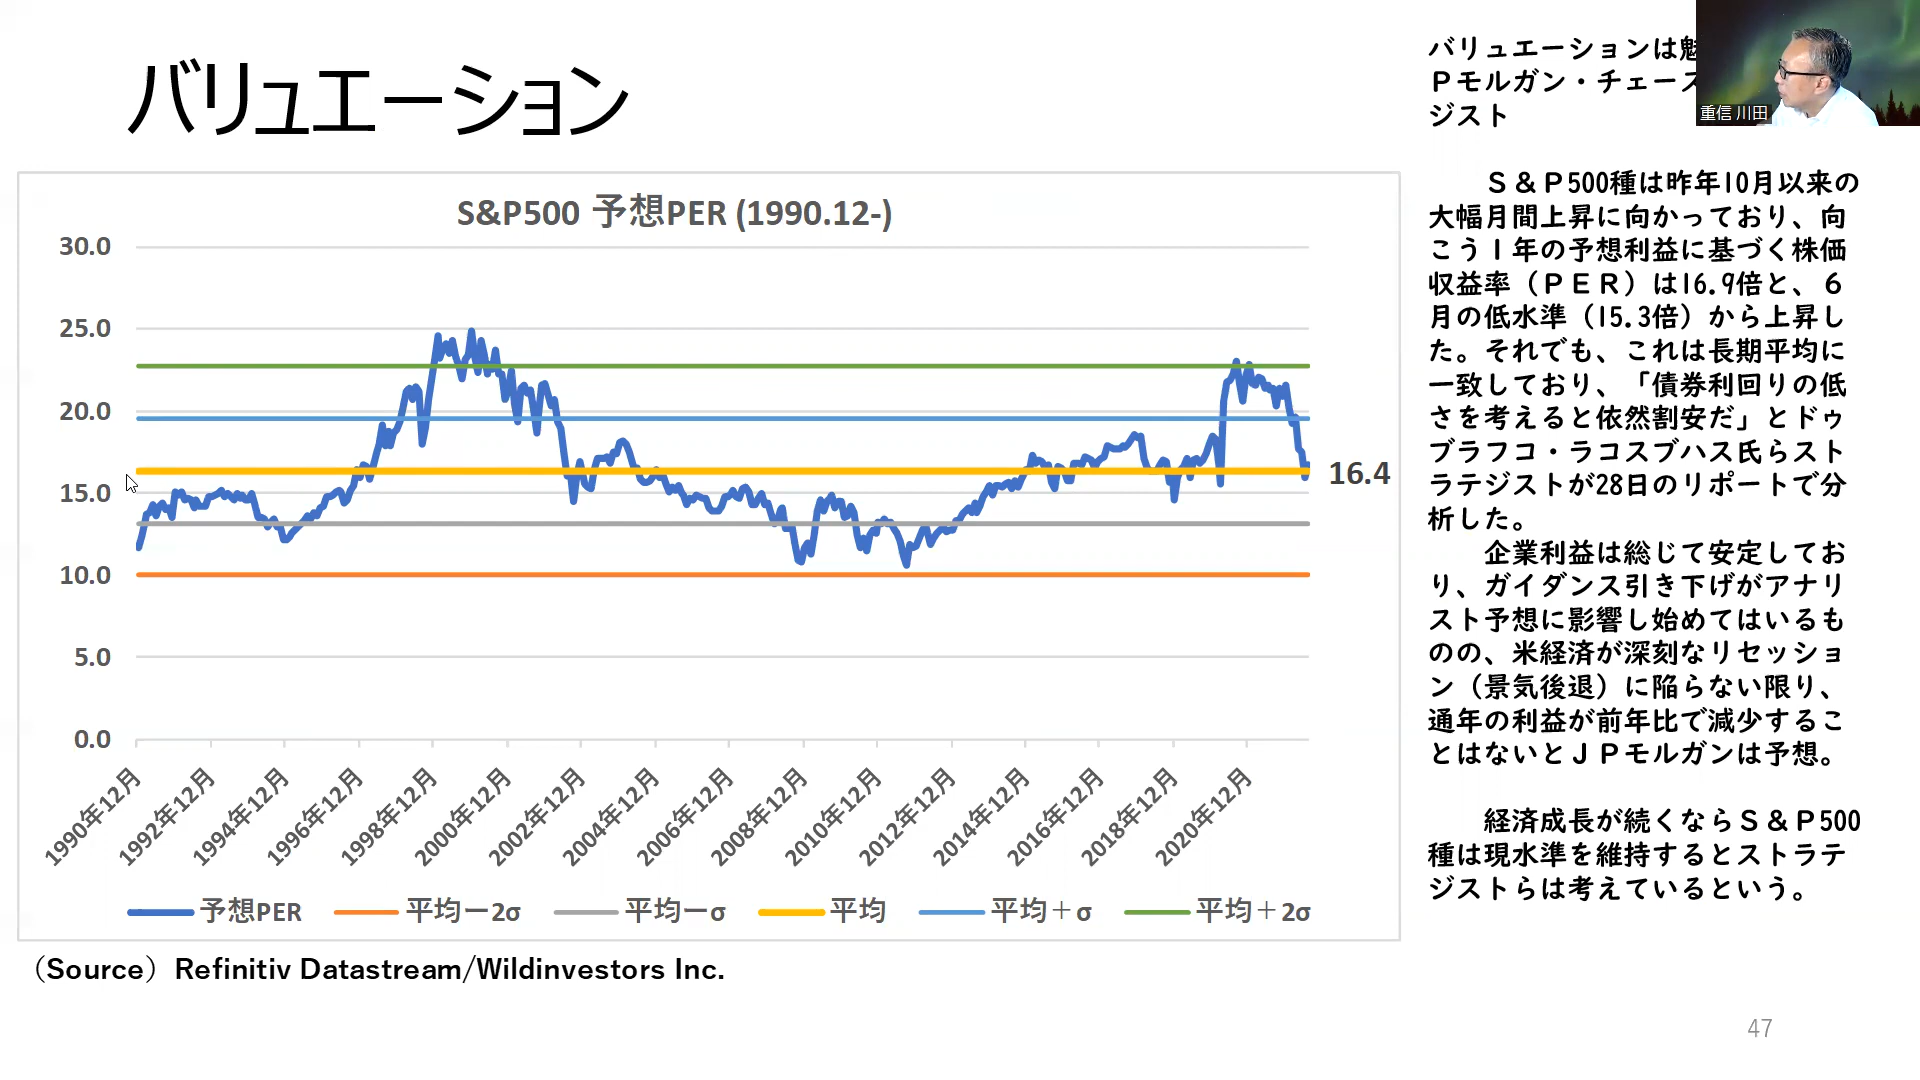 バリュエーション
S&P500 予想PER (1990.12-)
30.0
25.0
20.0
15.0
10.0
5.0
0.0
16.4
1990年12月
1992年12月
1994年12月
1996年12月
1998年12月
2000年12月
2002年12月
2004年12月
2006年12月
2008年12月
2010年12月
2012年12月
2014年12月
2016年12月
2018年12月
2020年12月
予想PER 平均ー2σ 平均ーσ 平均 平均＋σ 平均＋2σ
（Source）Refinitiv Datastream/Wildinvestors Inc.
バリュエーションは魅
Ｐモルガン・チェース
ジスト
重信 川田
Ｓ＆Ｐ500種は昨年10月以来の
大幅月間上昇に向かっており、向
こう１年の予想利益に基づく株価
収益率（ＰＥＲ）は16.9倍と、６
月の低水準（15.3倍）から上昇し
た。それでも、これは長期平均に
一致しており、「債券利回りの低
さを考えると依然割安だ」とドゥ
ブラフコ・ラコスブハス氏らスト
ラテジストが28日のリポートで分
析した。
企業利益は総じて安定してお
り、ガイダンス引き下げがアナリ
スト予想に影響し始めてはいるも
のの、米経済が深刻なリセッショ
ン（景気後退）に陥らない限り、
通年の利益が前年比で減少するこ
とはないとＪＰモルガンは予想。
経済成長が続くならＳ＆Ｐ500
種は現水準を維持するとストラテ
ジストらは考えているという。
47